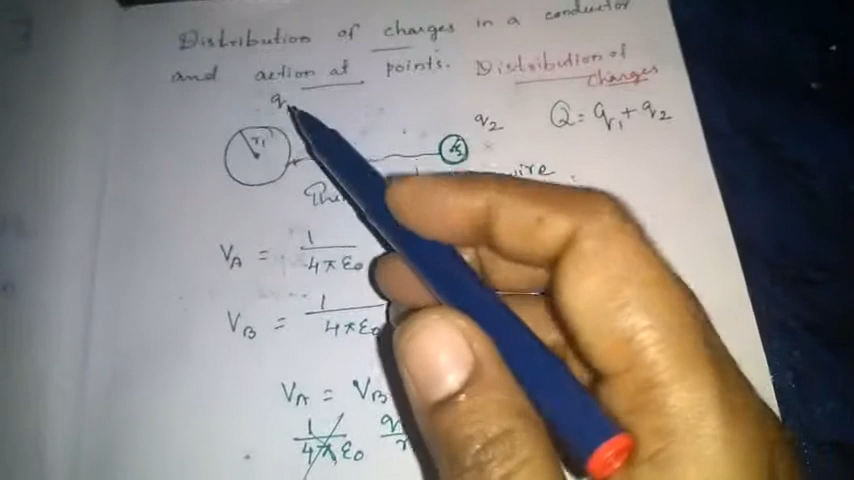 Distribution of charges in a conductor
and action at points. Distribution of
charges
q1
r1
q2
r2
Q = q1 + q2
wire
VA = 1
4πε0
VB = 1
4πε0
VA = VB
1
4πε0